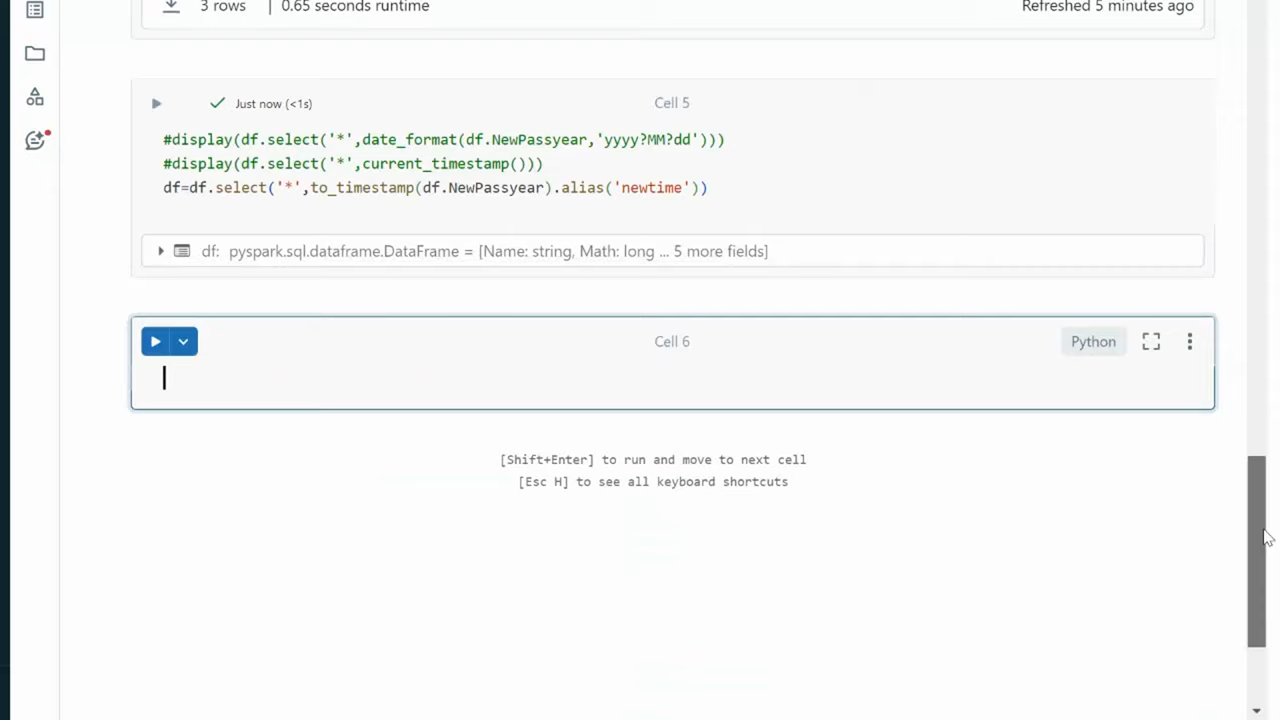 3 rows | 0.65 seconds runtime Refreshed 5 minutes ago
Just now (<1s) Cell 5
#display(df.select('*',date_format(df.NewPassyear,'yyyy?MM?dd')))
#display(df.select('*',current_timestamp()))
df=df.select('*',to_timestamp(df.NewPassyear).alias('newtime'))
df: pyspark.sql.dataframe.DataFrame = [Name: string, Math: long ... 5 more fields]
Cell 6 Python
[Shift+Enter] to run and move to next cell
[Esc H] to see all keyboard shortcuts